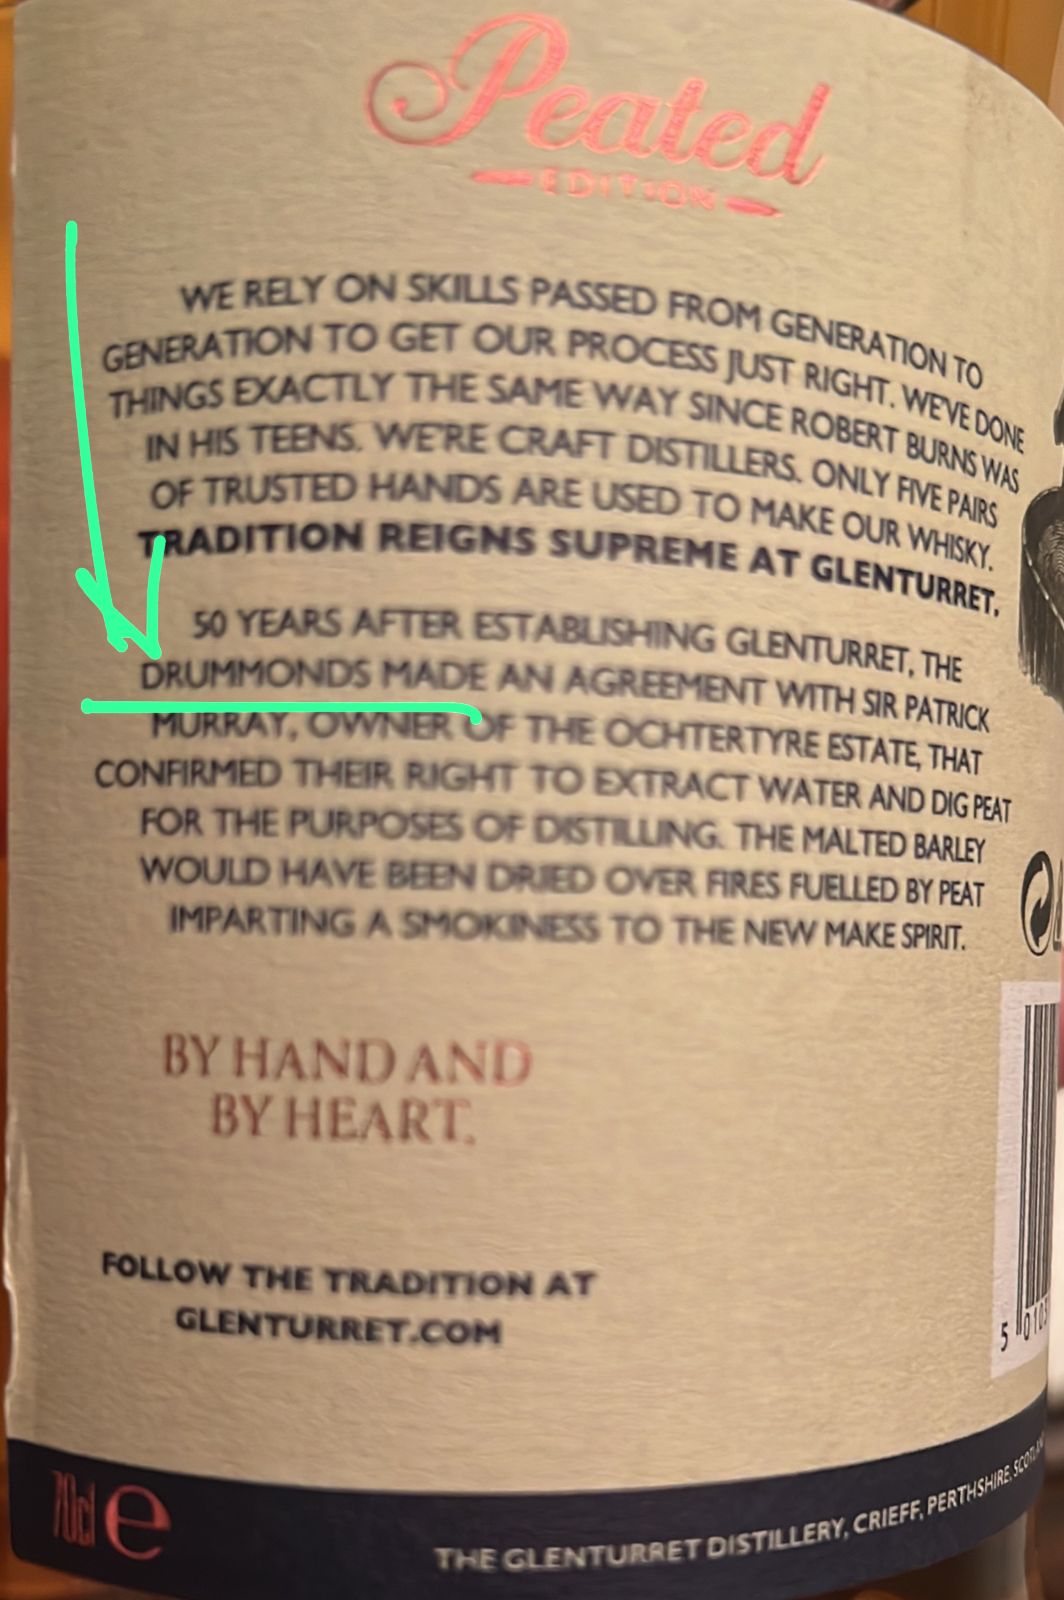 Peated
EDITION
WE RELY ON SKILLS PASSED FROM GENERATION TO
GENERATION TO GET OUR PROCESS JUST RIGHT. WE'VE DONE
THINGS EXACTLY THE SAME WAY SINCE ROBERT BURNS WAS
IN HIS TEENS. WE'RE CRAFT DISTILLERS. ONLY FIVE PAIRS
OF TRUSTED HANDS ARE USED TO MAKE OUR WHISKY.
TRADITION REIGNS SUPREME AT GLENTURRET.
50 YEARS AFTER ESTABLISHING GLENTURRET, THE
DRUMMONDS MADE AN AGREEMENT WITH SIR PATRICK
MURRAY, OWNER OF THE OCHTERTYRE ESTATE, THAT
CONFIRMED THEIR RIGHT TO EXTRACT WATER AND DIG PEAT
FOR THE PURPOSES OF DISTILLING. THE MALTED BARLEY
WOULD HAVE BEEN DRIED OVER FIRES FUELLED BY PEAT
IMPARTING A SMOKINESS TO THE NEW MAKE SPIRIT.
BY HAND AND
BY HEART.
FOLLOW THE TRADITION AT
GLENTURRET.COM
5 0103
70cl e
THE GLENTURRET DISTILLERY, CRIEFF, PERTHSHIRE,